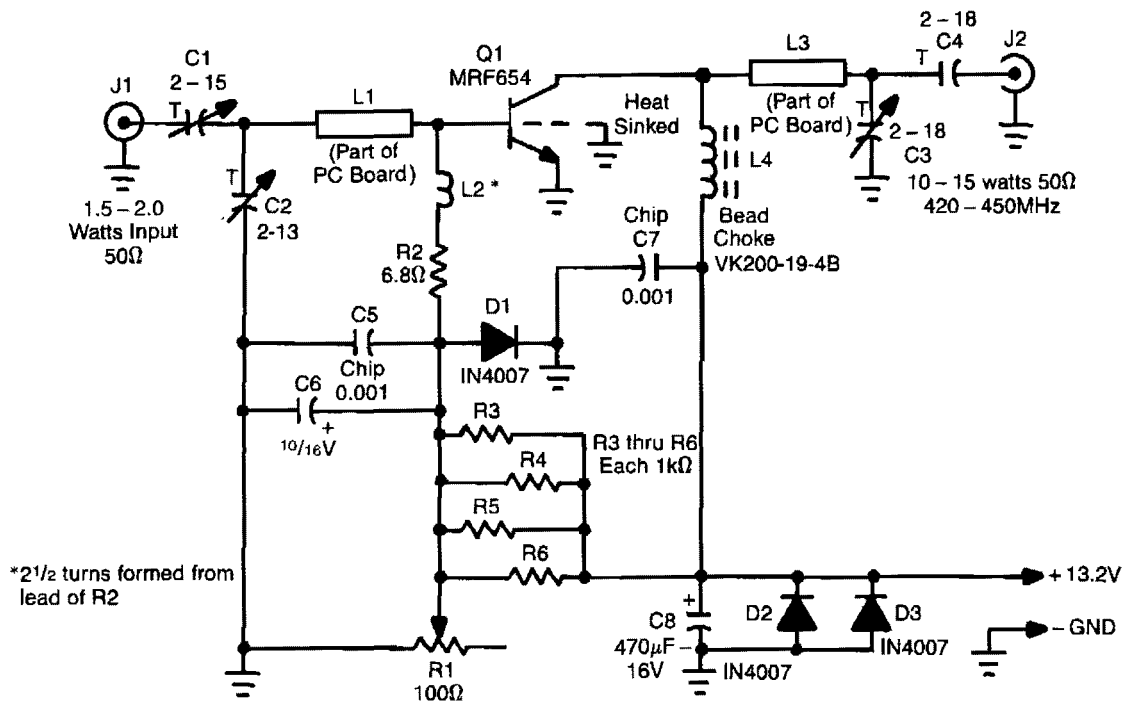 J1
C1
2 – 15
T
L1
(Part of
PC Board)
Q1
MRF654
Heat
Sinked
L3
(Part of
PC Board)
2 – 18
C4
T
J2
T
2 – 18
C3
10 – 15 watts 50Ω
420 – 450MHz
1.5 – 2.0
Watts Input
50Ω
T
C2
2-13
L2 *
R2
6.8Ω
L4
Bead
Choke
VK200-19-4B
Chip
C7
0.001
C5
Chip
0.001
D1
IN4007
C6
+
10/16V
R3
R4
R5
R6
R3 thru R6
Each 1kΩ
*2 1/2 turns formed from
lead of R2
R1
100Ω
+
C8
470μF –
16V
D2
IN4007
D3
IN4007
+ 13.2V
– GND